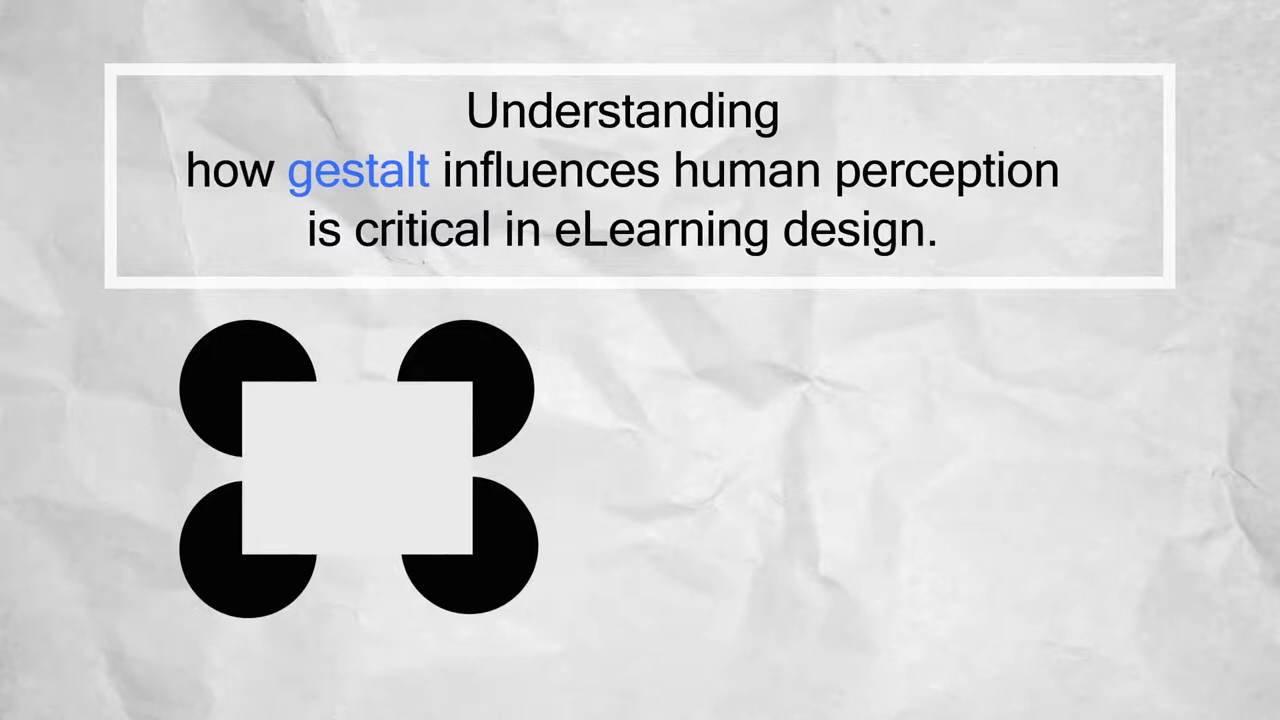 Understanding
how gestalt influences human perception
is critical in eLearning design.